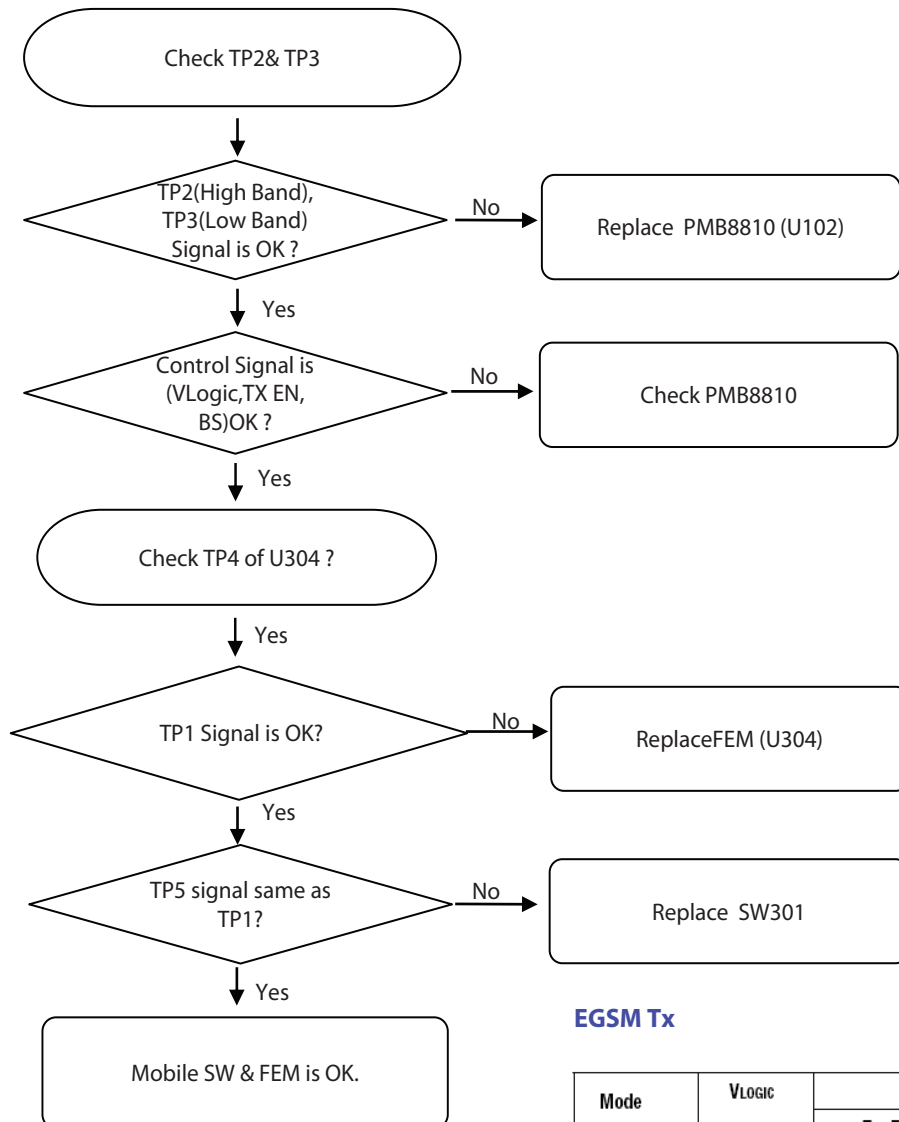 Check TP2& TP3
TP2(High Band),
TP3(Low Band)
Signal is OK ?
No
Replace PMB8810 (U102)
Yes
Control Signal is
(VLogic,TX EN,
BS)OK ?
No
Check PMB8810
Yes
Check TP4 of U304 ?
Yes
TP1 Signal is OK?
No
ReplaceFEM (U304)
Yes
TP5 signal same as
TP1?
No
Replace SW301
Yes
Mobile SW & FEM is OK.
EGSM Tx
Mode
VLOGIC